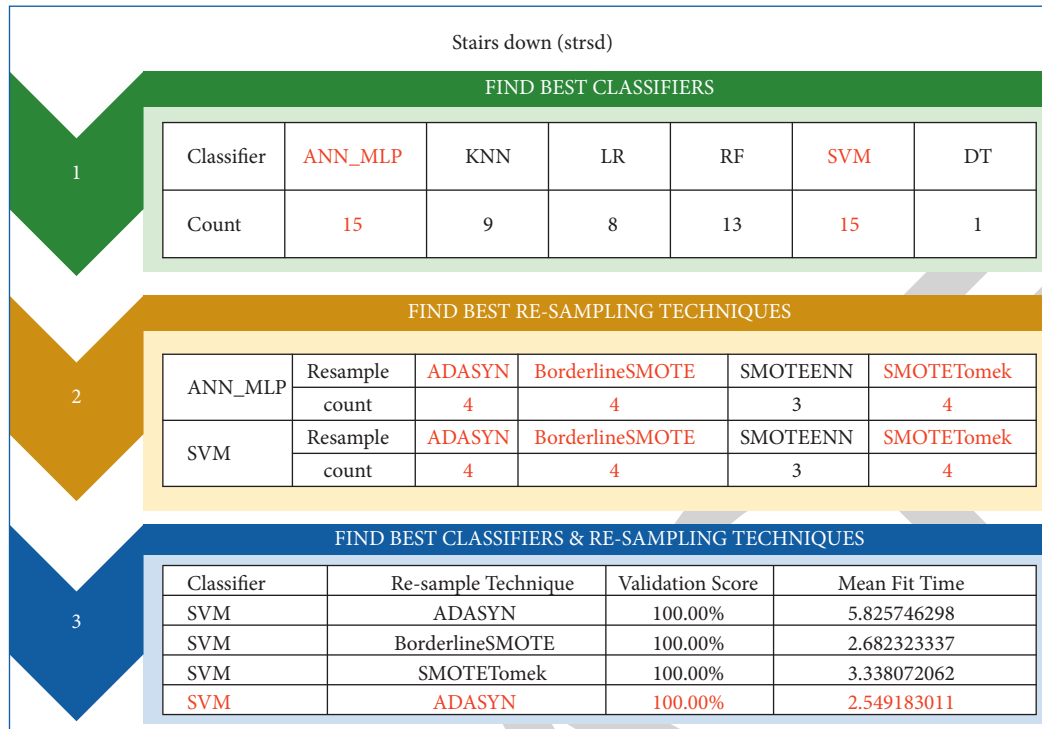 Stairs down (strsd)
FIND BEST CLASSIFIERS
1
Classifier ANN_MLP KNN LR RF SVM DT
Count 15 9 8 13 15 1
FIND BEST RE-SAMPLING TECHNIQUES
2
ANN_MLP Resample ADASYN BorderlineSMOTE SMOTEENN SMOTETomek
count 4 4 3 4
SVM Resample ADASYN BorderlineSMOTE SMOTEENN SMOTETomek
count 4 4 3 4
FIND BEST CLASSIFIERS & RE-SAMPLING TECHNIQUES
3
Classifier Re-sample Technique Validation Score Mean Fit Time
SVM ADASYN 100.00% 5.825746298
SVM BorderlineSMOTE 100.00% 2.682323337
SVM SMOTETomek 100.00% 3.338072062
SVM ADASYN 100.00% 2.549183011